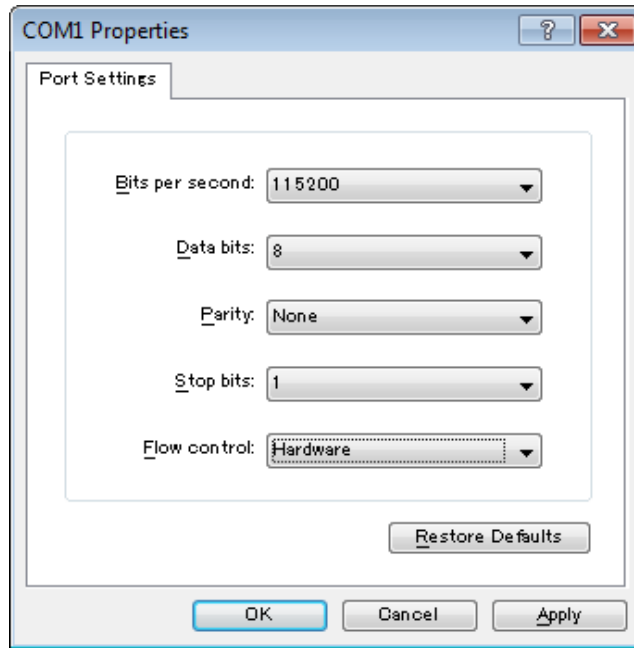 COM1 Properties
Port Settings
Bits per second: 115200
Data bits: 8
Parity: None
Stop bits: 1
Flow control: Hardware
Restore Defaults
OK Cancel Apply